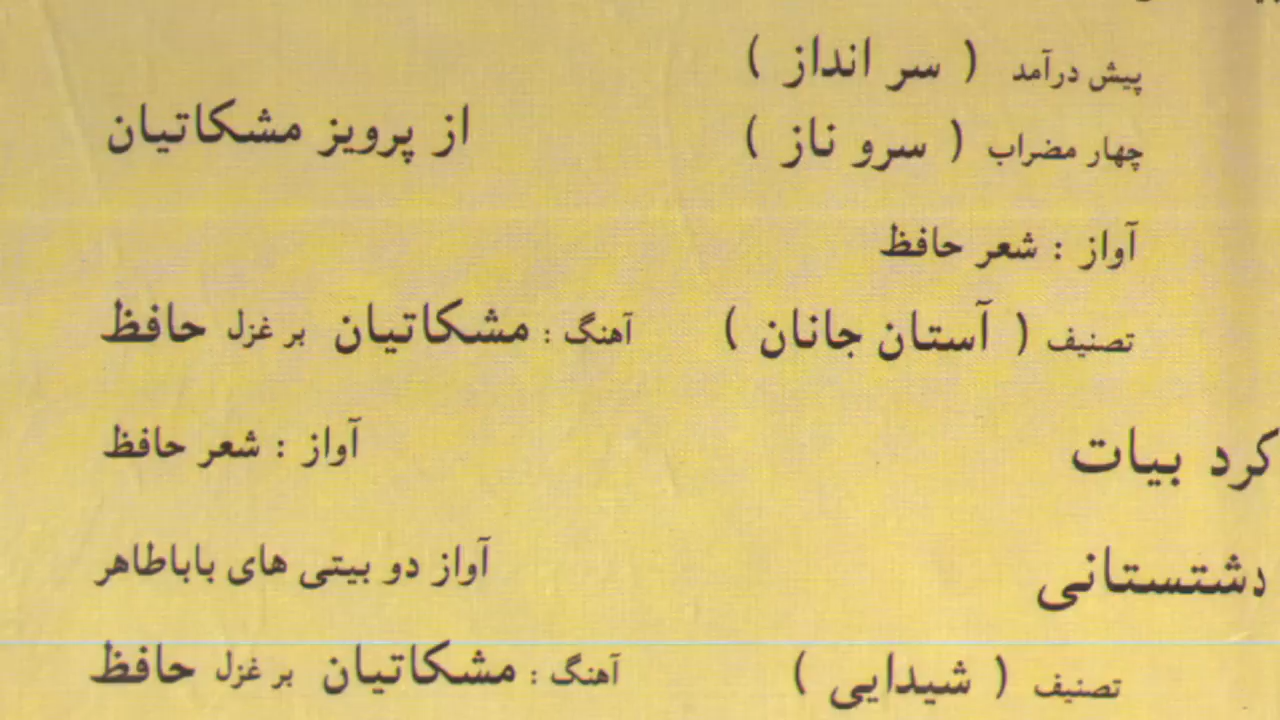 پیش درآمد ( سر انداز )
چهار مضراب ( سرو ناز ) از پرویز مشکاتیان
آواز : شعر حافظ
تصنیف ( آستان جانان ) آهنگ : مشکاتیان بر غزل حافظ
کرد بیات آواز : شعر حافظ
دشتستانی آواز دو بیتی های باباطاهر
تصنیف ( شیدایی ) آهنگ : مشکاتیان بر غزل حافظ